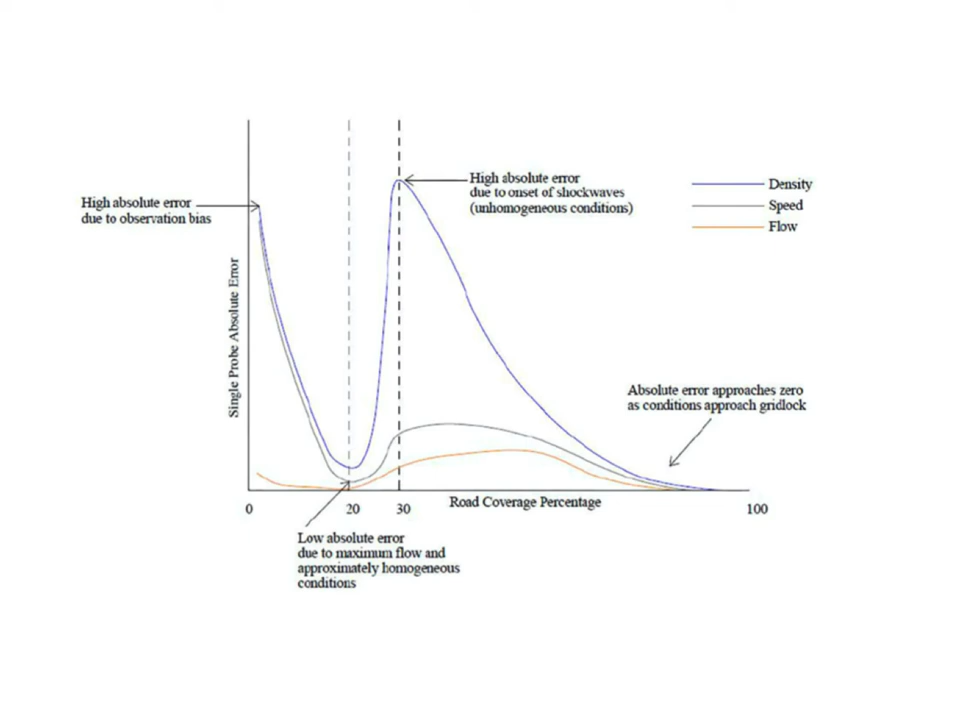 High absolute error
due to observation bias
High absolute error
due to onset of shockwaves
(unhomogeneous conditions)
Density
Speed
Flow
Single Probe Absolute Error
Absolute error approaches zero
as conditions approach gridlock
0
20
30
Road Coverage Percentage
100
Low absolute error
due to maximum flow and
approximately homogeneous
conditions